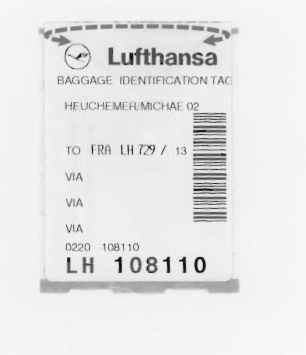 Lufthansa
BAGGAGE IDENTIFICATION TAG
HEUCHEMER/MICHAE 02
TO FRA LH 729 / 13
VIA
VIA
VIA
0220 108110
LH 108110